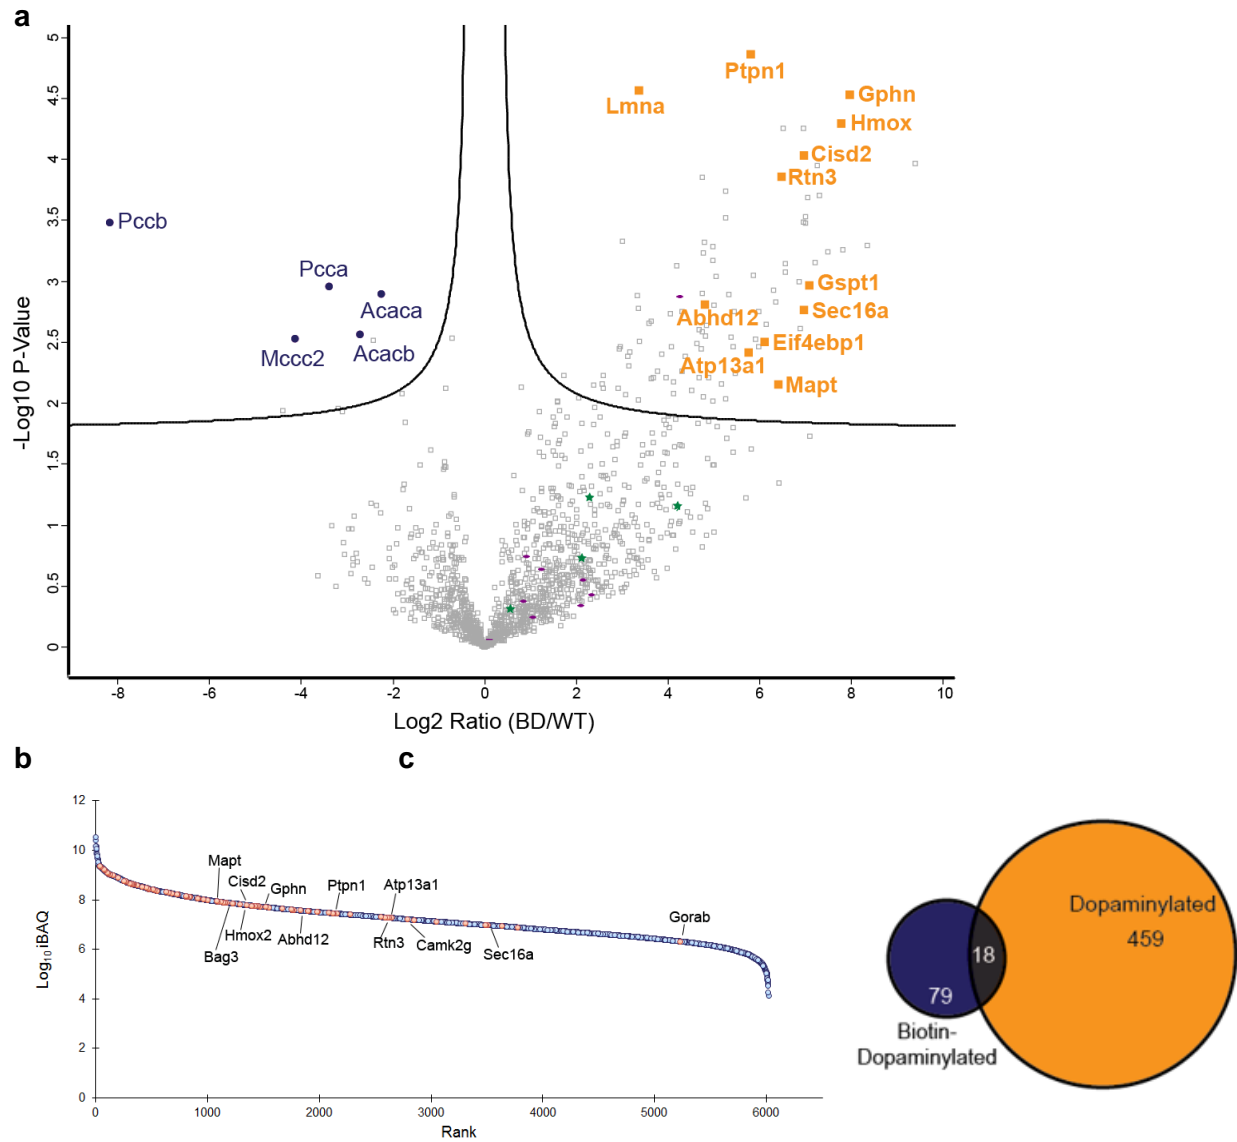 a
5
4.5
4
3.5
3
2.5
2
1.5
1
0.5
0
-Log10 P-Value
Ptpn1
Lmna
Gphn
Hmox
Cisd2
Rtn3
Pccb
Pcca
Acaca
Mccc2
Acacb
Gspt1
Sec16a
Abhd12
Eif4ebp1
Atp13a1
Mapt
-8
-6
-4
-2
0
2
4
6
8
10
Log2 Ratio (BD/WT)
b
12
10
8
6
4
2
0
Log10 iBAQ
Mapt
Cisd2
Gphn
Ptpn1
Atp13a1
Gorab
Bag3
Hmox2
Abhd12
Rtn3
Camk2g
Sec16a
0
1000
2000
3000
4000
5000
6000
Rank
c
Dopaminylated
459
18
79
Biotin-
Dopaminylated